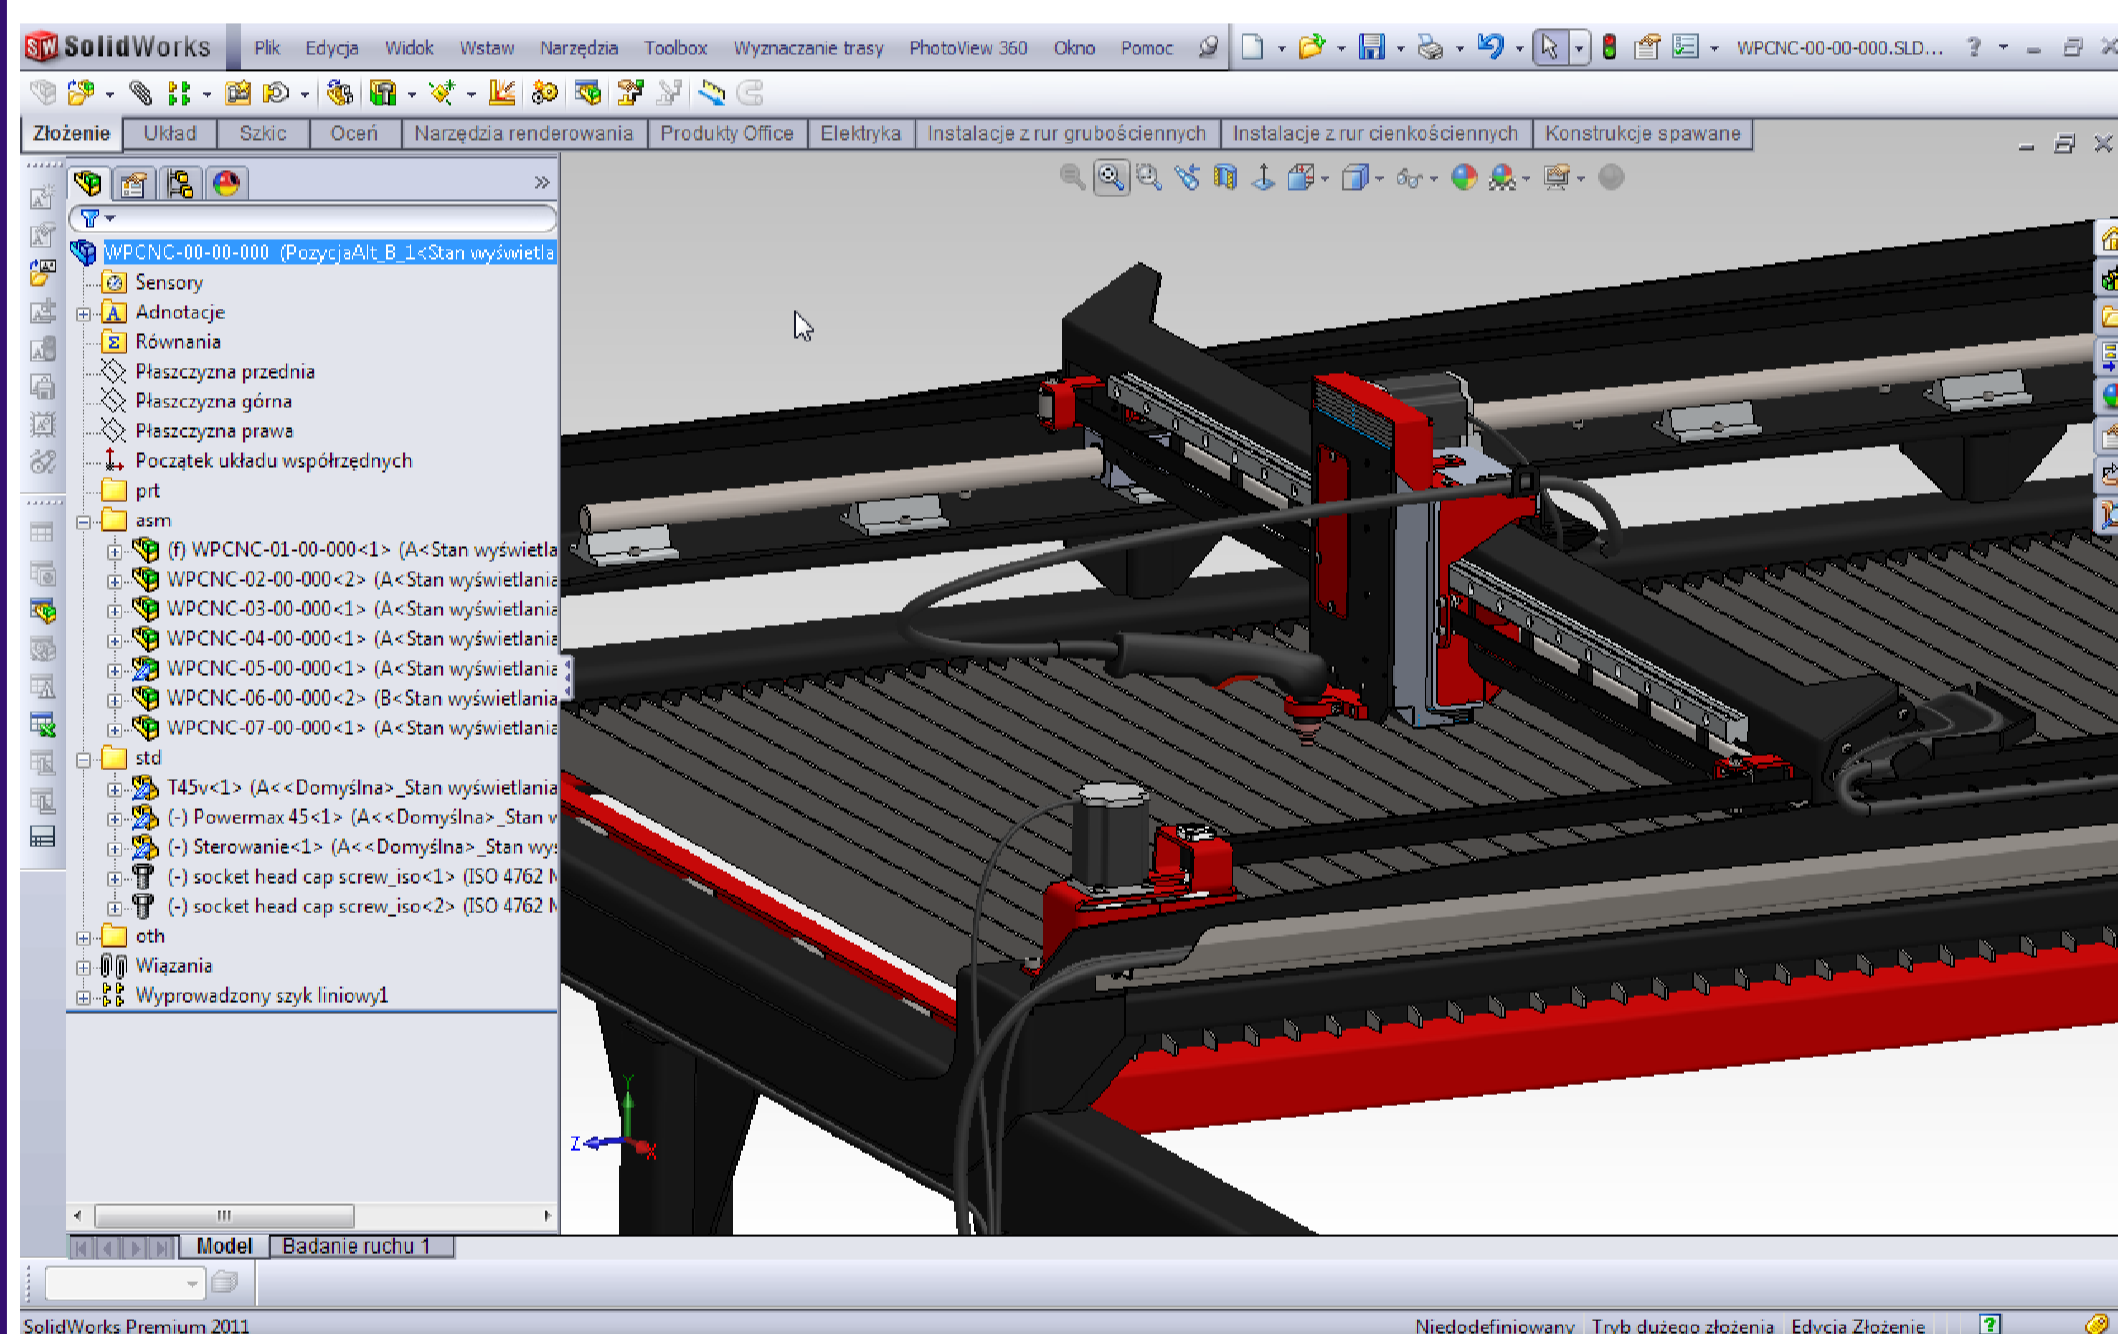 SW SolidWorks Plik Edycja Widok Wstaw Narzędzia Toolbox Wyznaczanie trasy PhotoView 360 Okno Pomoc WPCNC-00-00-000.SLD... ?
Złożenie Układ Szkic Oceń Narzędzia renderowania Produkty Office Elektryka Instalacje z rur grubościennych Instalacje z rur cienkościennych Konstrukcje spawane
WPCNC-00-00-000 (PozycjaAlt_B_1<Stan wyświetla
Sensory
Adnotacje
Równania
Płaszczyzna przednia
Płaszczyzna górna
Płaszczyzna prawa
Początek układu współrzędnych
prt
asm
(f) WPCNC-01-00-000<1> (A<Stan wyświetla
WPCNC-02-00-000<2> (A<Stan wyświetlania
WPCNC-03-00-000<1> (A<Stan wyświetlania
WPCNC-04-00-000<1> (A<Stan wyświetlania
WPCNC-05-00-000<1> (A<Stan wyświetlania
WPCNC-06-00-000<2> (B<Stan wyświetlania
WPCNC-07-00-000<1> (A<Stan wyświetlania
std
T45v<1> (A<<Domyślna>_Stan wyświetlania
(-) Powermax 45<1> (A<<Domyślna>_Stan w
(-) Sterowanie<1> (A<<Domyślna>_Stan wyś
(-) socket head cap screw_iso<1> (ISO 4762 M
(-) socket head cap screw_iso<2> (ISO 4762 M
oth
Wiązania
Wyprowadzony szyk liniowy1
Y
Z
X
Model Badanie ruchu 1
SolidWorks Premium 2011 Niedodefiniowany Tryb dużego złożenia Edycja Złożenie ?